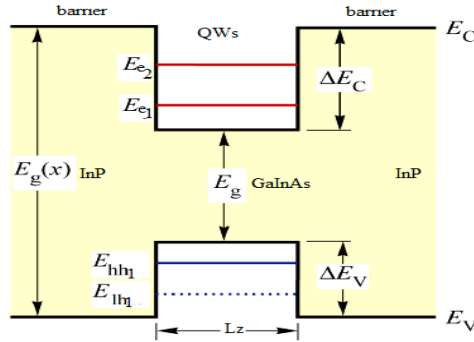 barrier
barrier
QWs
E_C
E_e2
ΔE_C
E_e1
E_g(x) InP
E_g GaInAs
InP
E_hh1
ΔE_V
E_lh1
E_V
Lz